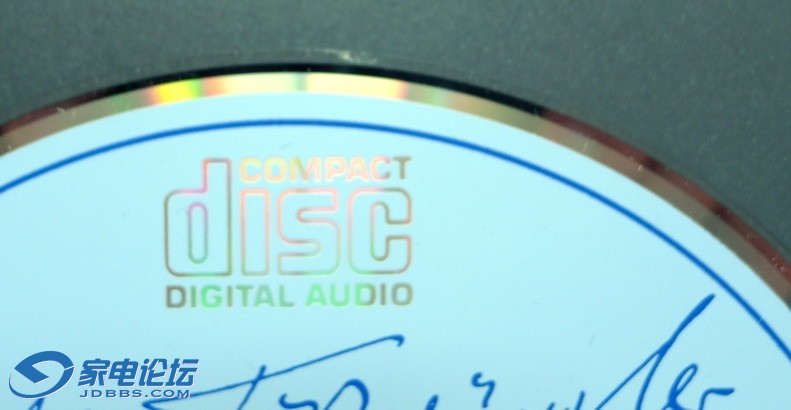 COMPACT
disc
DIGITAL AUDIO
家电论坛
JDBBS.COM